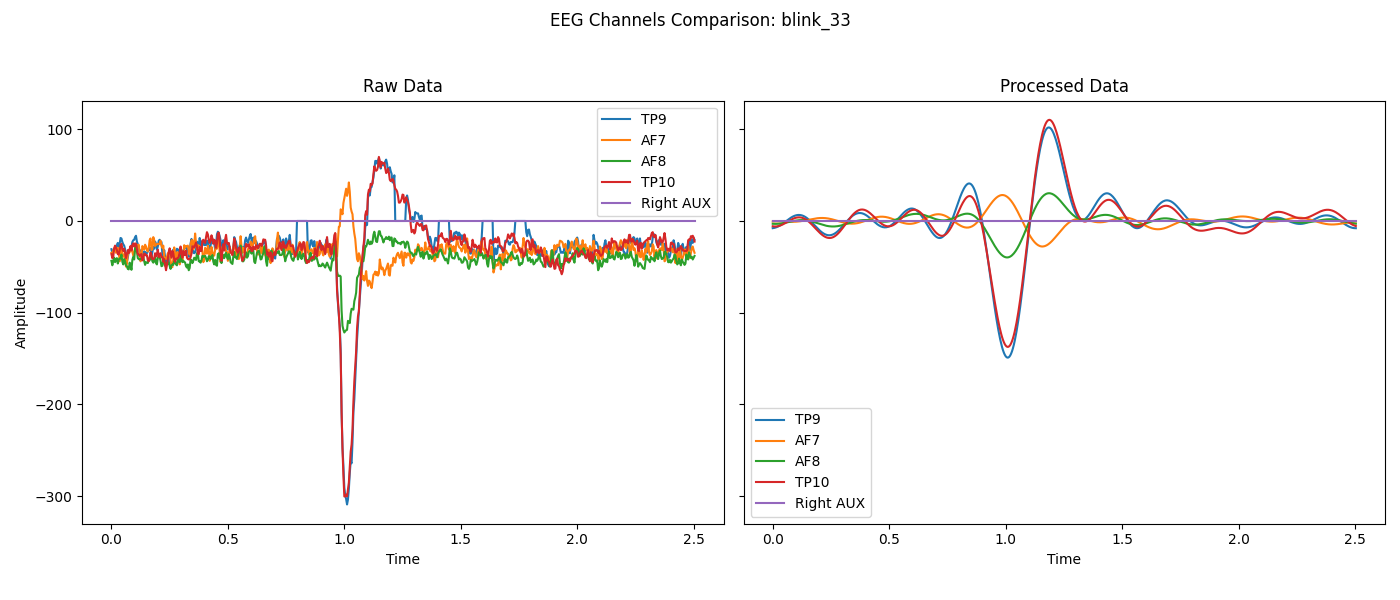 EEG Channels Comparison: blink_33
Raw Data
Amplitude
100
0
−100
−200
−300
TP9
AF7
AF8
TP10
Right AUX
0.0
0.5
1.0
1.5
2.0
2.5
Time
Processed Data
TP9
AF7
AF8
TP10
Right AUX
0.0
0.5
1.0
1.5
2.0
2.5
Time